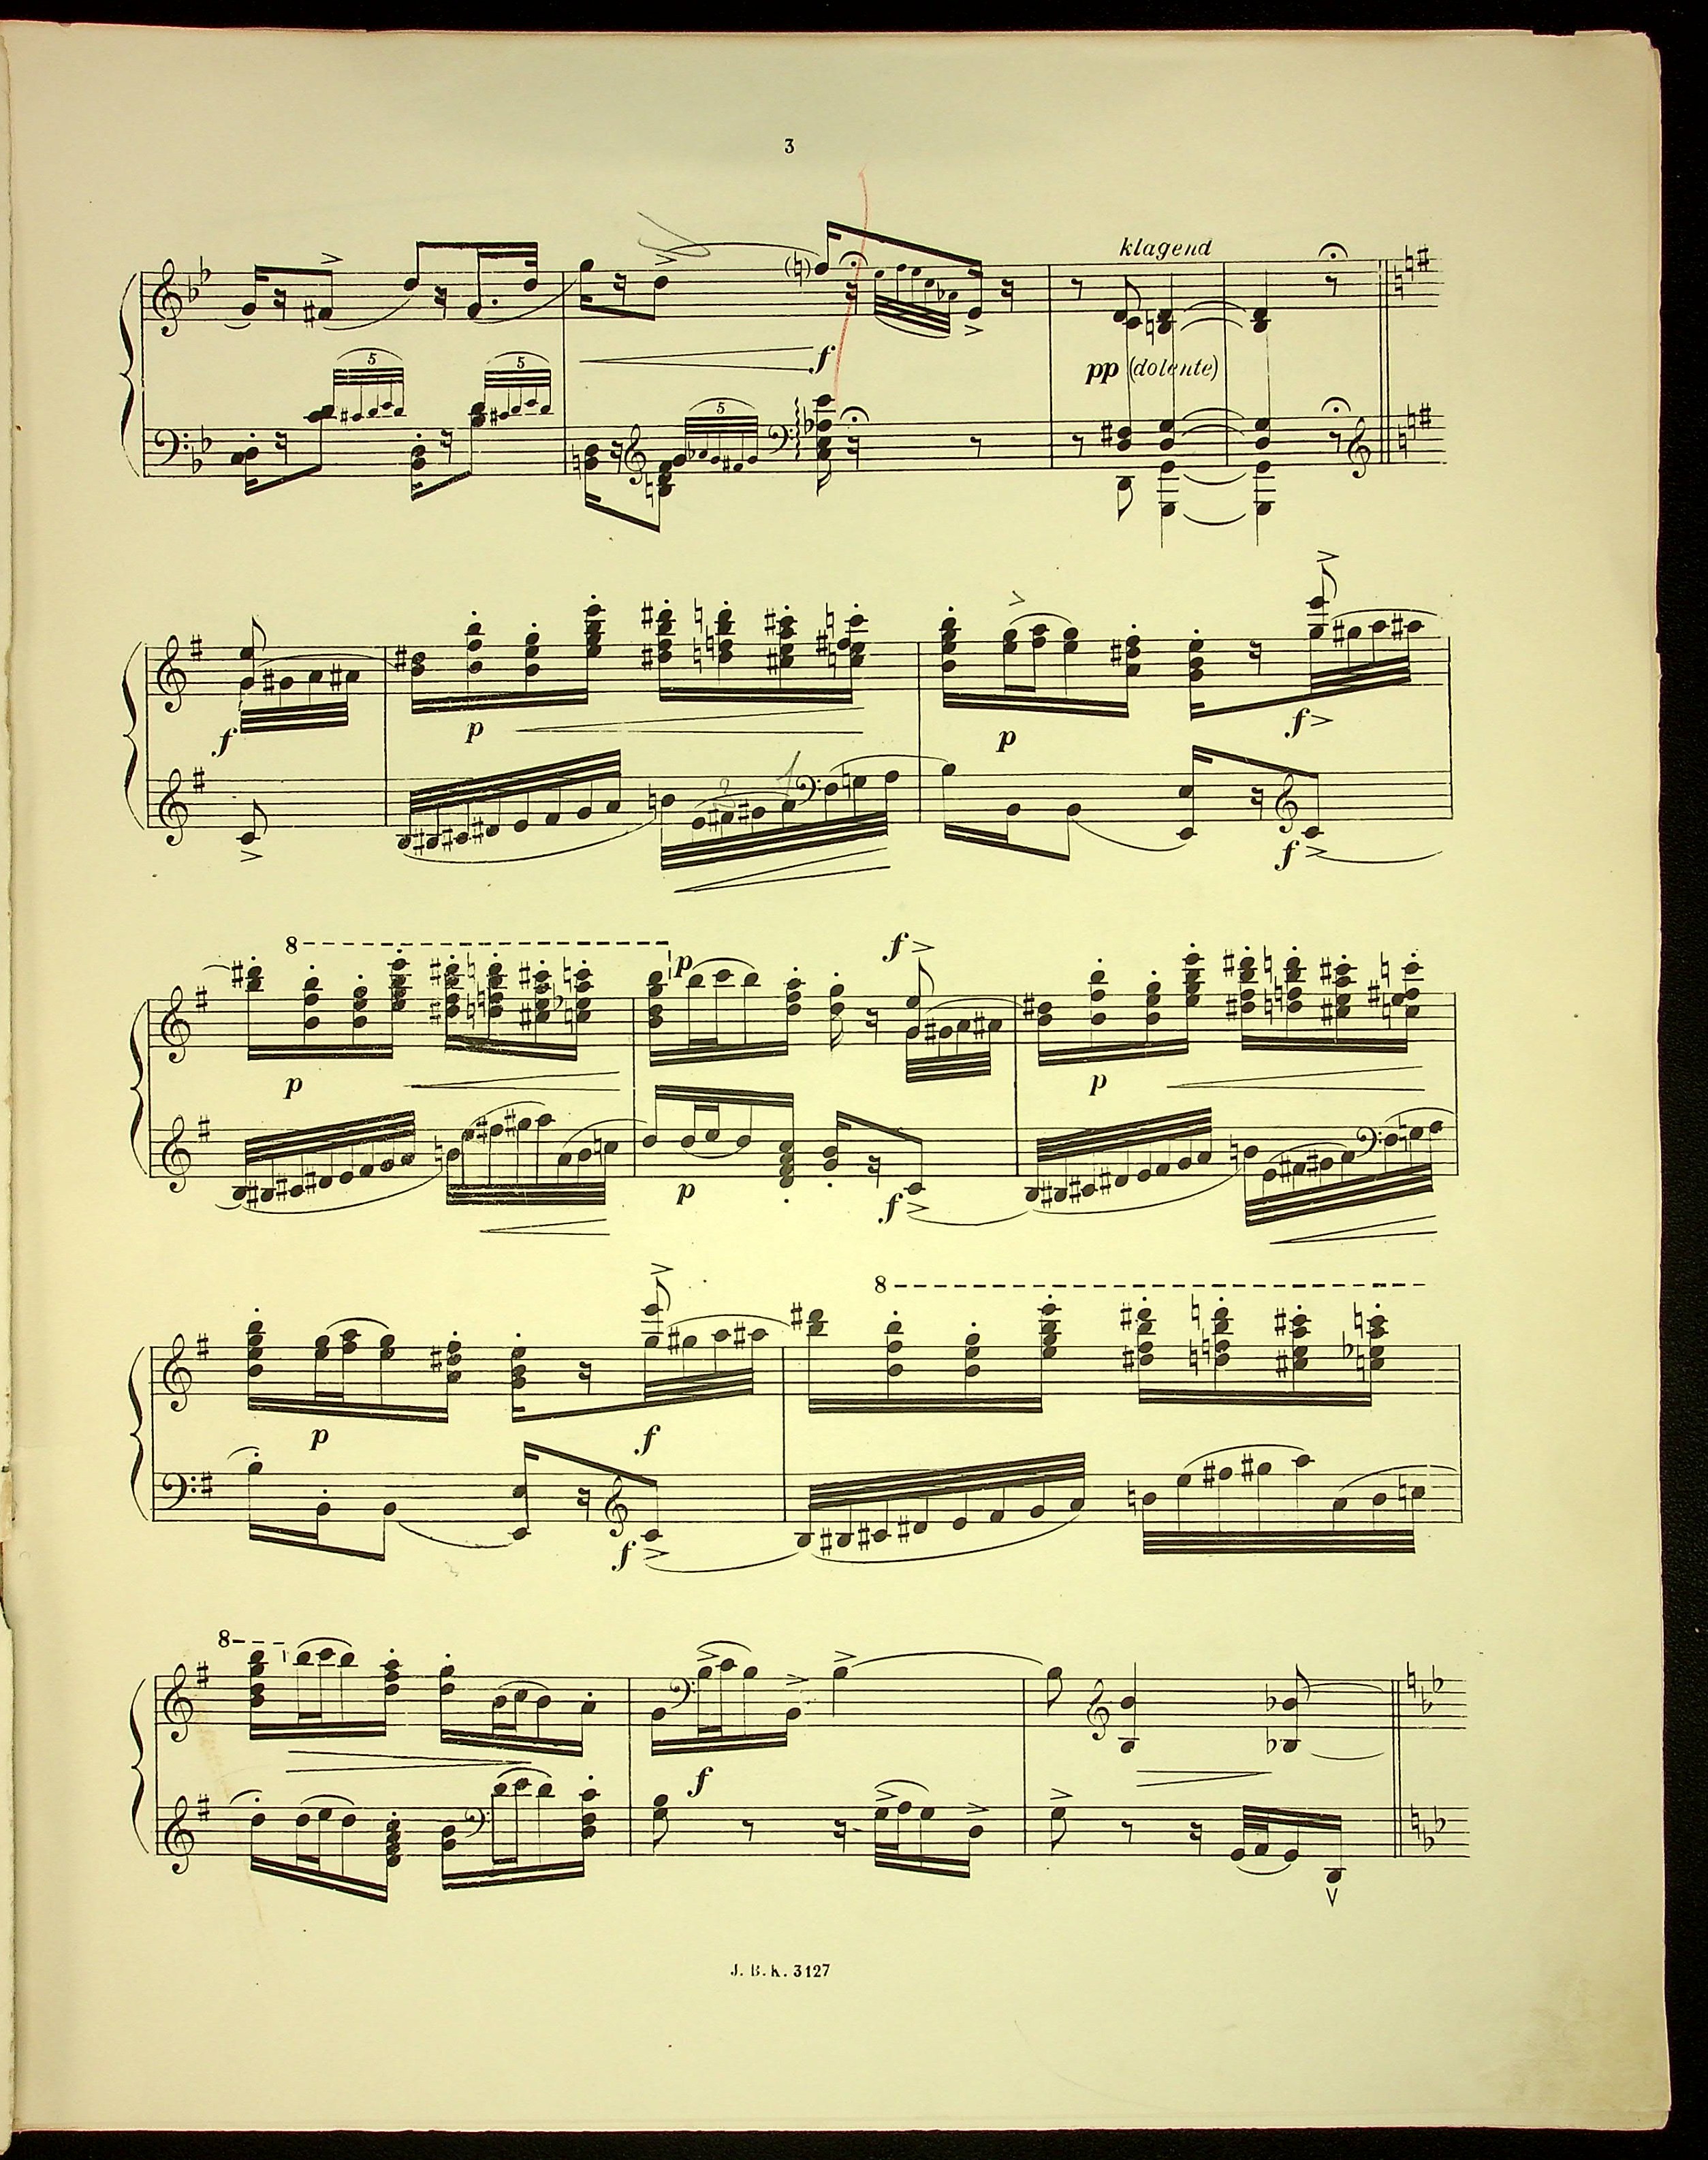 3
klagend
5 5
f
pp (dolente)
5
f p p f
f
8 f
p
p p
p f
8
p f
f
8
f
J. B. K. 3127